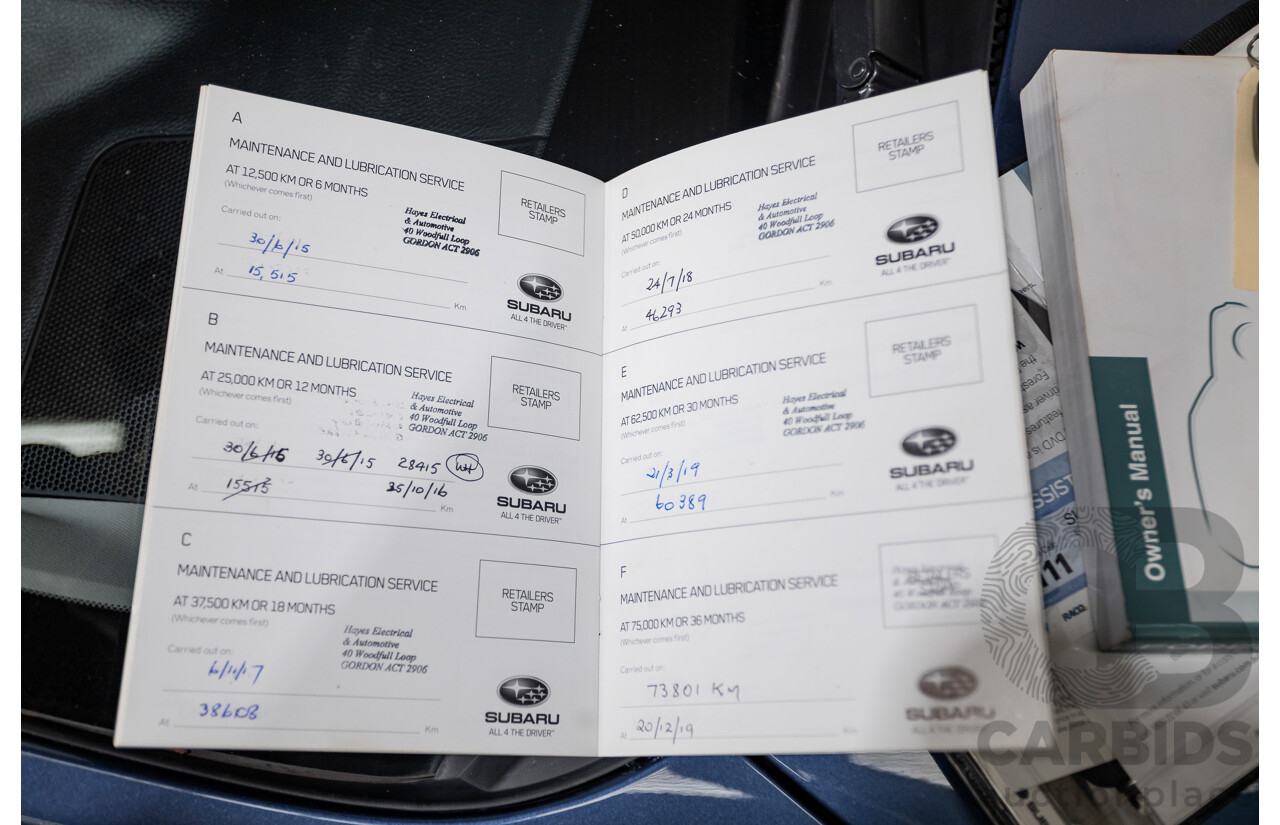 A
MAINTENANCE AND LUBRICATION SERVICE
AT 12,500 KM OR 6 MONTHS
(Whichever comes first)
RETAILERS
STAMP
Carried out on:
Hayes Electrical
& Automotive
40 Woodfull Loop
GORDON ACT 2906
30/6/15
At 15,515 Km
SUBARU
ALL 4 THE DRIVER
B
MAINTENANCE AND LUBRICATION SERVICE
AT 25,000 KM OR 12 MONTHS
(Whichever comes first)
RETAILERS
STAMP
Carried out on:
Hayes Electrical
& Automotive
40 Woodfull Loop
GORDON ACT 2906
30/6/15 28415
At 25/10/16 Km
SUBARU
ALL 4 THE DRIVER
C
MAINTENANCE AND LUBRICATION SERVICE
AT 37,500 KM OR 18 MONTHS
(Whichever comes first)
RETAILERS
STAMP
Carried out on:
Hayes Electrical
& Automotive
40 Woodfull Loop
GORDON ACT 2906
6/11/17
At Km
SUBARU
ALL 4 THE DRIVER
D
MAINTENANCE AND LUBRICATION SERVICE
AT 50,000 KM OR 24 MONTHS
(Whichever comes first)
RETAILERS
STAMP
Carried out on:
Hayes Electrical
& Automotive
40 Woodfull Loop
GORDON ACT 2906
24/7/18
At 46293 Km
SUBARU
ALL 4 THE DRIVER
E
MAINTENANCE AND LUBRICATION SERVICE
AT 62,500 KM OR 30 MONTHS
(Whichever comes first)
RETAILERS
STAMP
Carried out on:
Hayes Electrical
& Automotive
40 Woodfull Loop
GORDON ACT 2906
21/3/19
At 60389 Km
SUBARU
ALL 4 THE DRIVER
F
MAINTENANCE AND LUBRICATION SERVICE
AT 75,000 KM OR 36 MONTHS
(Whichever comes first)
Carried out on:
73801 Km
At 20/12/19 Km
SUBARU
Owner's Manual
RACQ
CARBIDS